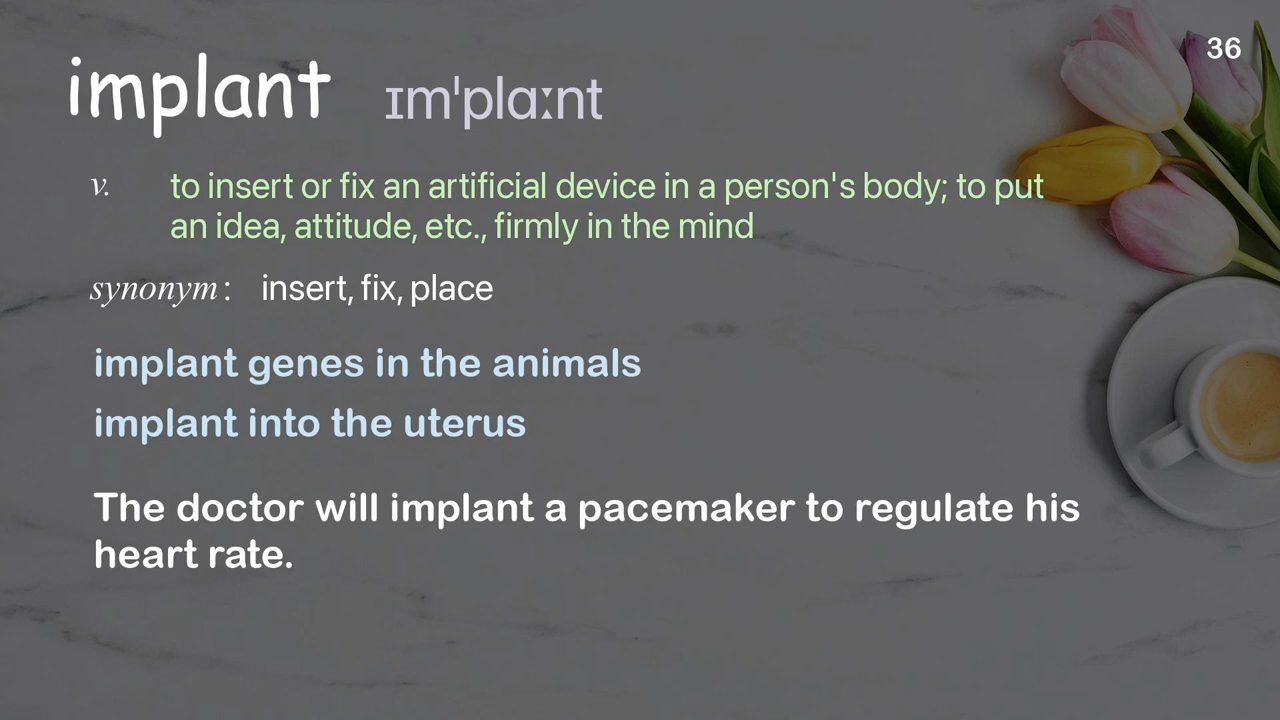 36
implant ɪmˈplɑːnt
v. to insert or fix an artificial device in a person's body; to put
an idea, attitude, etc., firmly in the mind
synonym: insert, fix, place
implant genes in the animals
implant into the uterus
The doctor will implant a pacemaker to regulate his
heart rate.